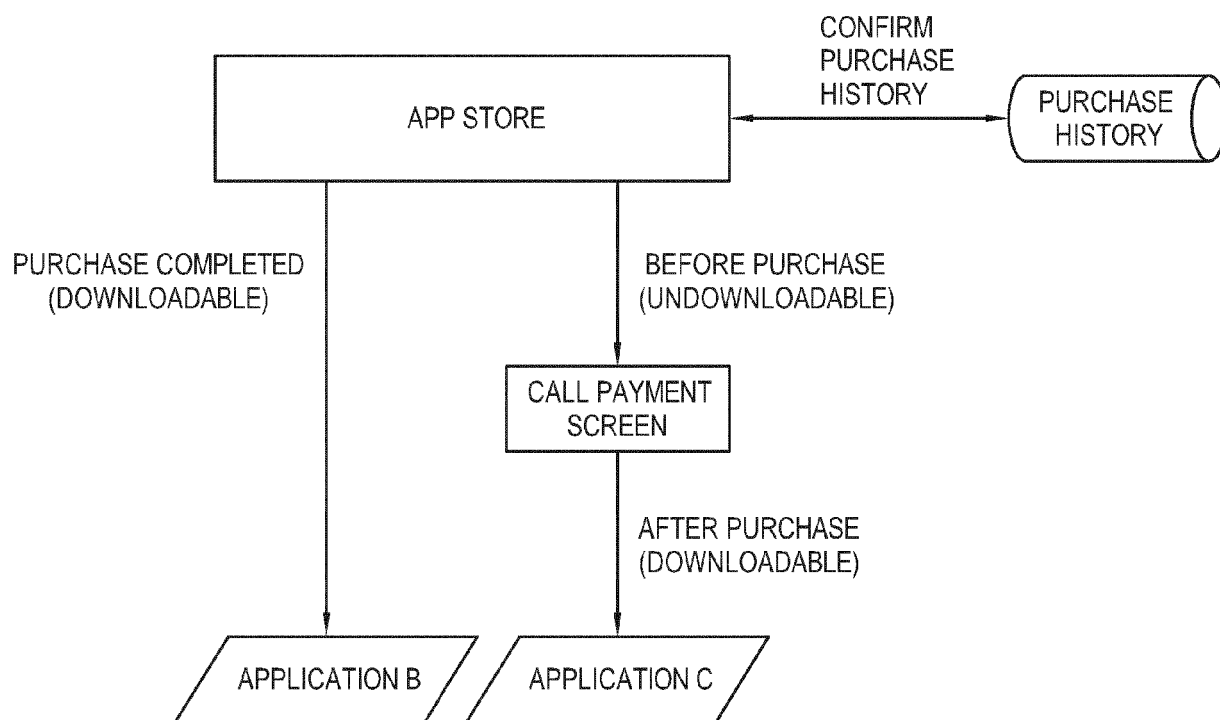 CONFIRM
PURCHASE
HISTORY
APP STORE
PURCHASE
HISTORY
PURCHASE COMPLETED
(DOWNLOADABLE)
BEFORE PURCHASE
(UNDOWNLOADABLE)
CALL PAYMENT
SCREEN
AFTER PURCHASE
(DOWNLOADABLE)
APPLICATION B
APPLICATION C